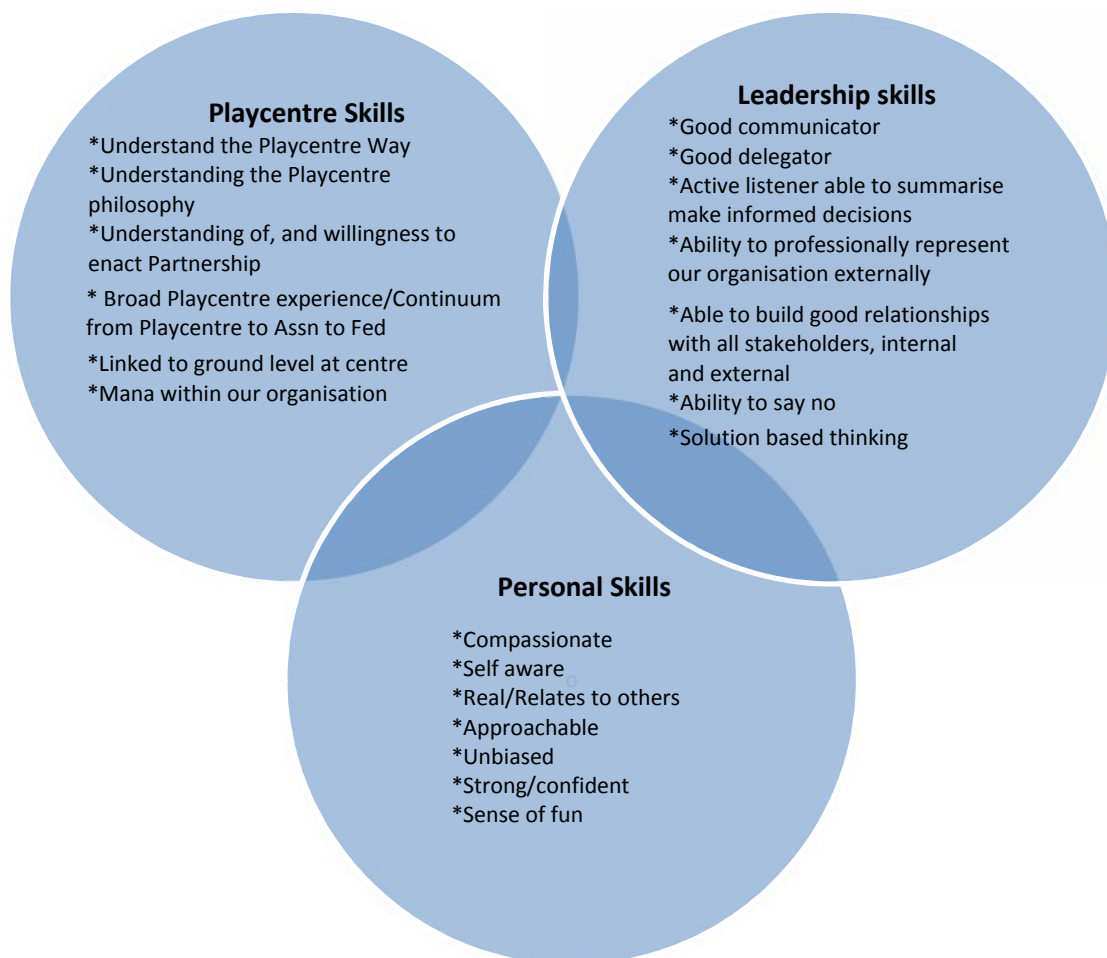 Playcentre Skills
*Understand the Playcentre Way
*Understanding the Playcentre
philosophy
*Understanding of, and willingness to
enact Partnership
* Broad Playcentre experience/Continuum
from Playcentre to Assn to Fed
*Linked to ground level at centre
*Mana within our organisation
Leadership skills
*Good communicator
*Good delegator
*Active listener able to summarise
make informed decisions
*Ability to professionally represent
our organisation externally
*Able to build good relationships
with all stakeholders, internal
and external
*Ability to say no
*Solution based thinking
Personal Skills
*Compassionate
*Self aware
o
*Real/Relates to others
*Approachable
*Unbiased
*Strong/confident
*Sense of fun